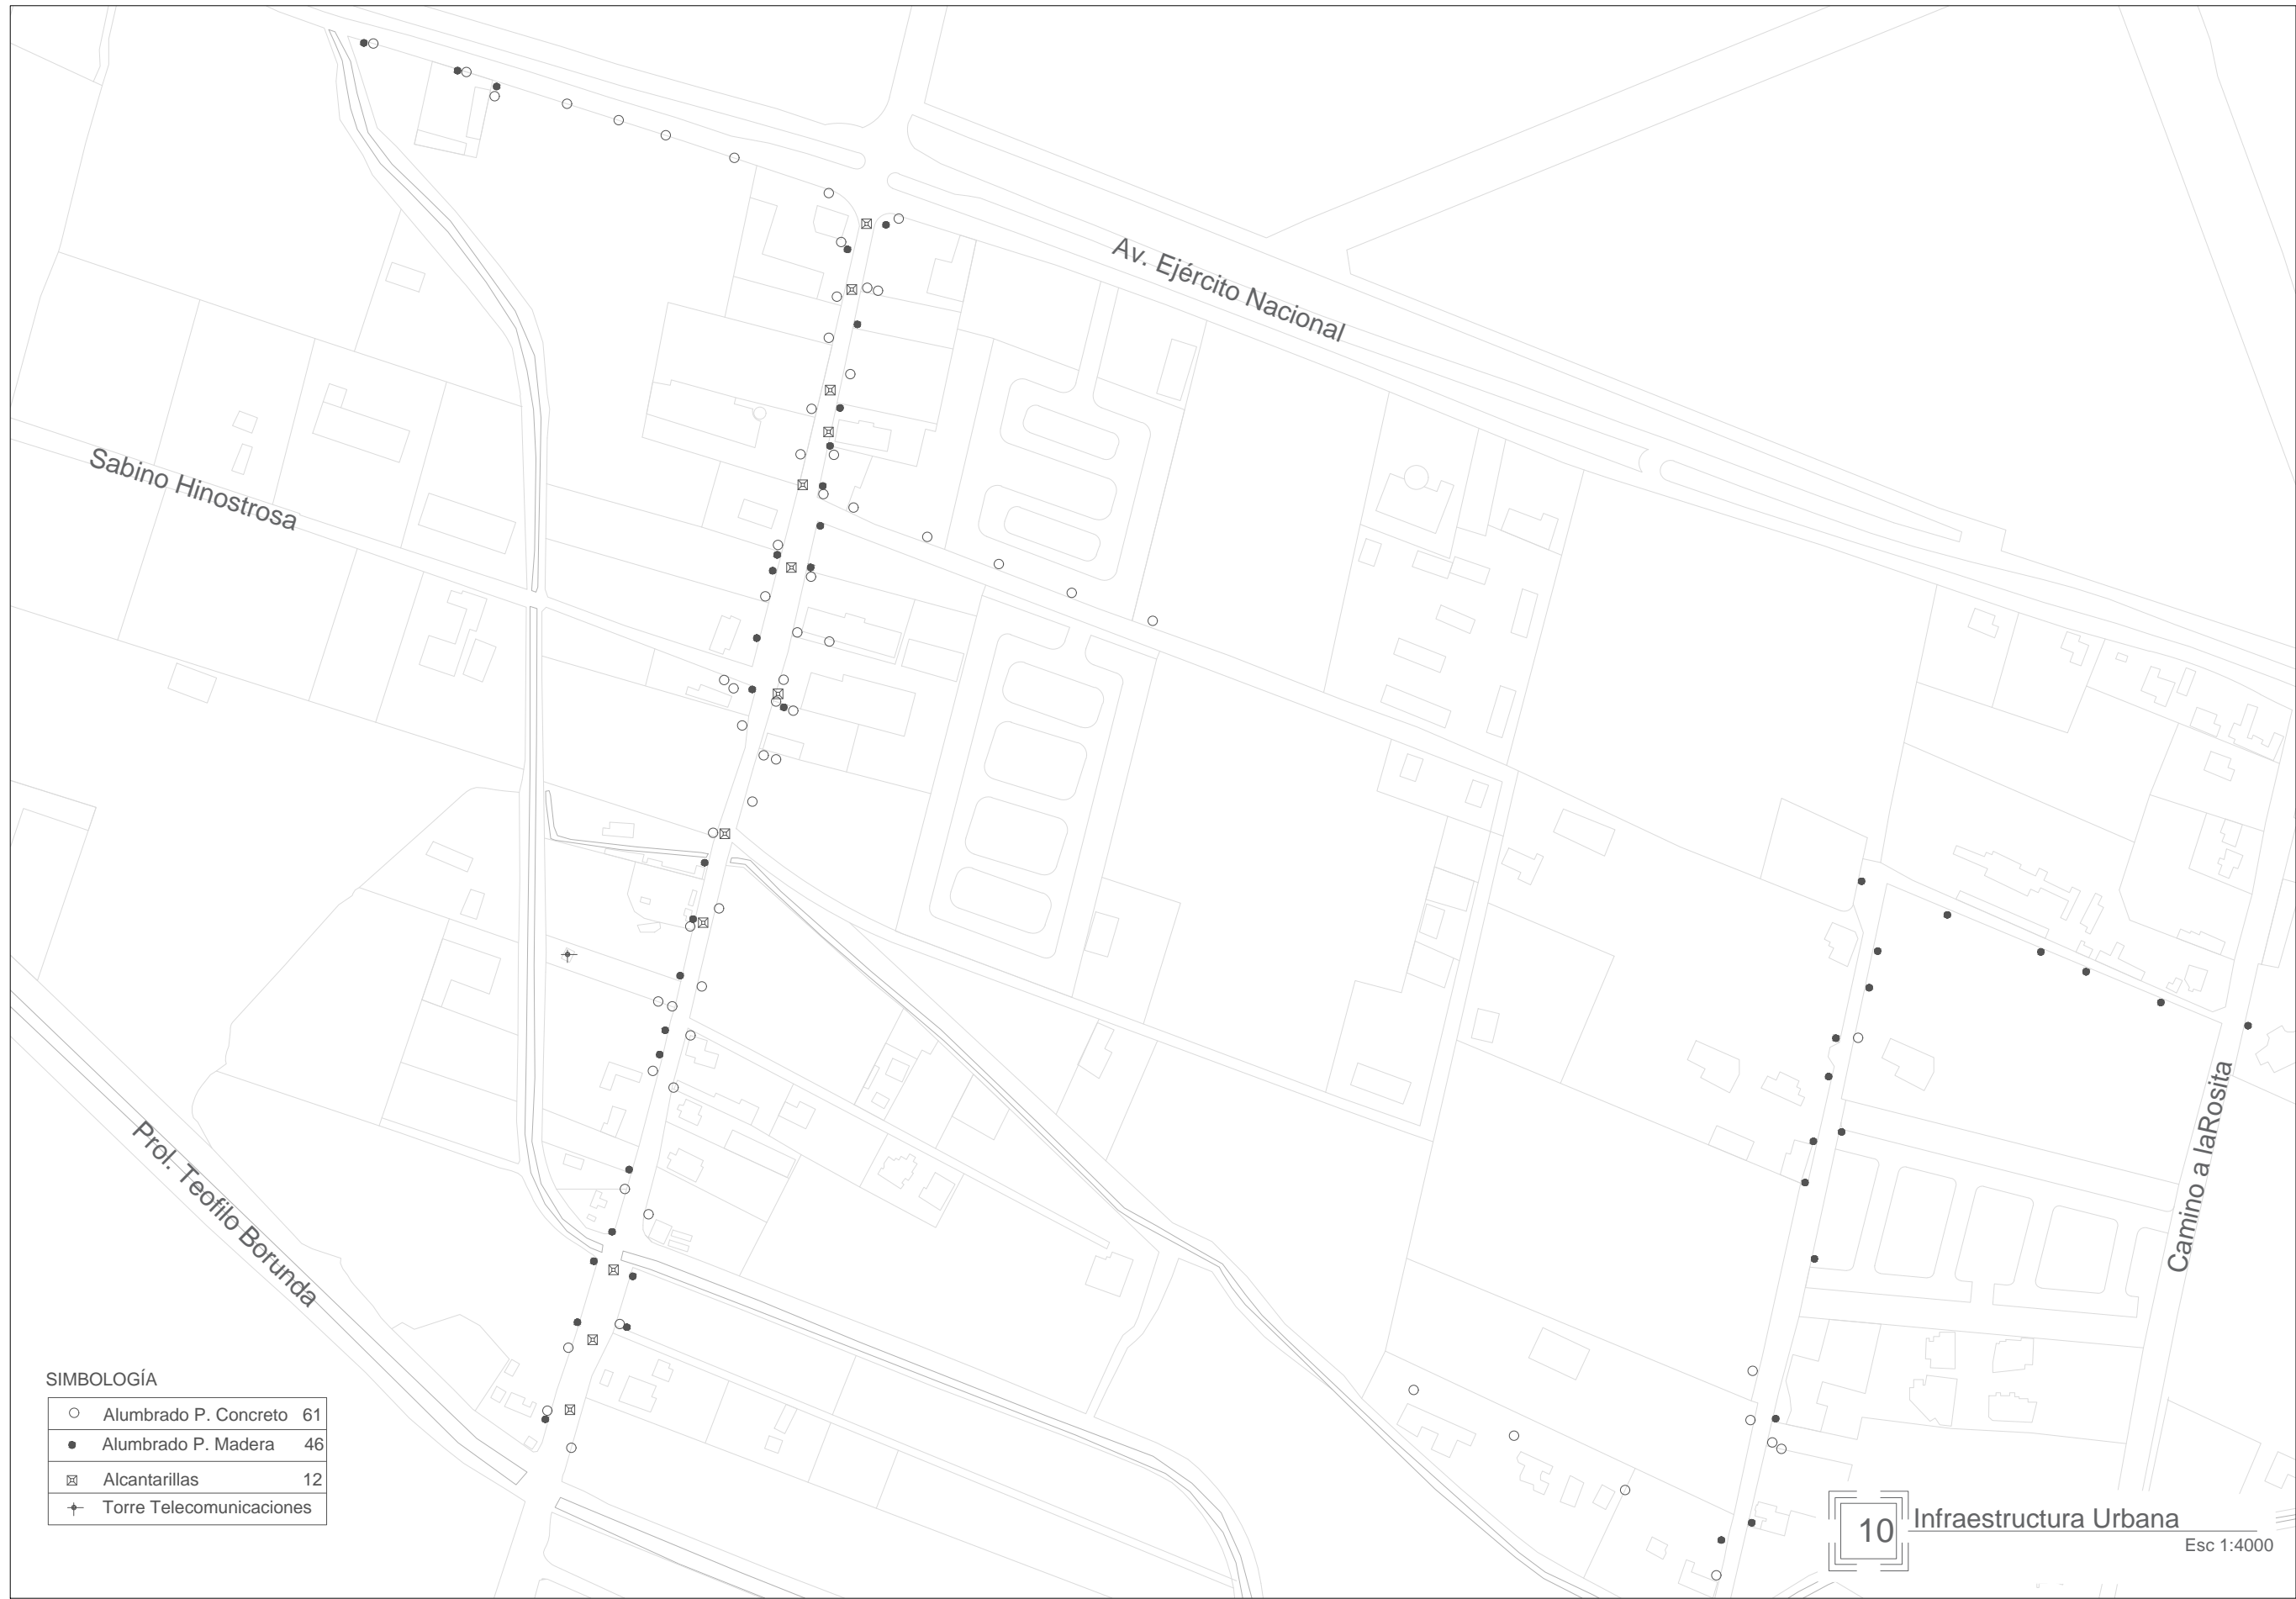 Av. Ejército Nacional
Sabino Hinostrosa
Prol. Teofilo Borunda
Camino a laRosita
SIMBOLOGÍA
Alumbrado P. Concreto 61
Alumbrado P. Madera 46
Alcantarillas 12
Torre Telecomunicaciones
10 Infraestructura Urbana
Esc 1:4000